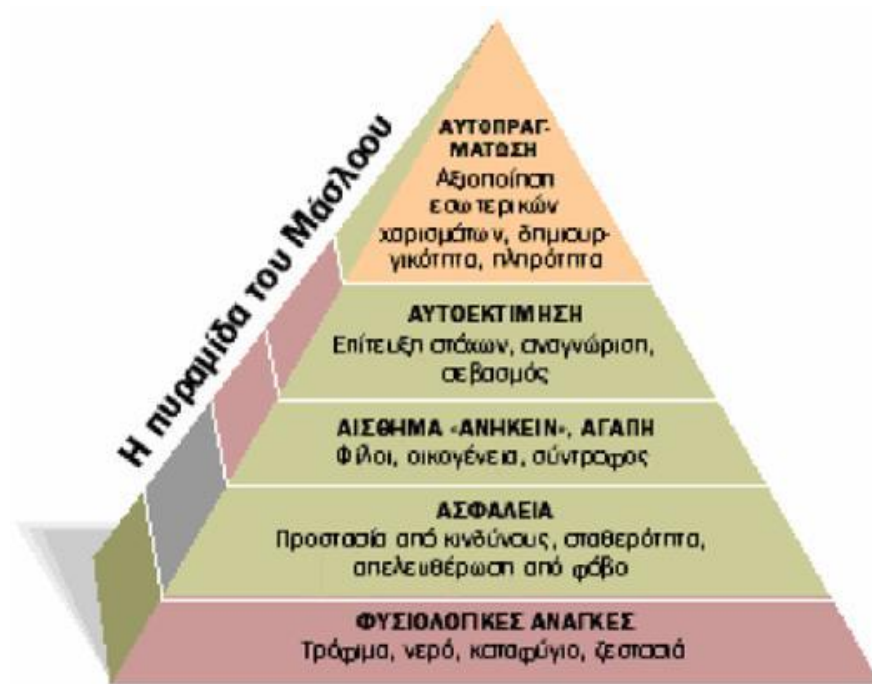 Η πυραμίδα του Μάσλοου
ΑΥΤΟΠΡΑΓ-
ΜΑΤΩΣΗ
Αξιοποίηση
εσωτερικών
χαρισμάτων, δημιουρ-
γικότητα, πληρότητα
ΑΥΤΟΕΚΤΙΜΗΣΗ
Επίτευξη στόχων, αναγνώριση,
σεβασμός
ΑΙΣΘΗΜΑ «ΑΝΗΚΕΙΝ», ΑΓΑΠΗ
Φίλοι, οικογένεια, σύντροφος
ΑΣΦΑΛΕΙΑ
Προστασία από κινδύνους, σταθερότητα,
απελευθέρωση από φόβο
ΦΥΣΙΟΛΟΓΙΚΕΣ ΑΝΑΓΚΕΣ
Τρόφιμα, νερό, καταφύγιο, ζεστασιά